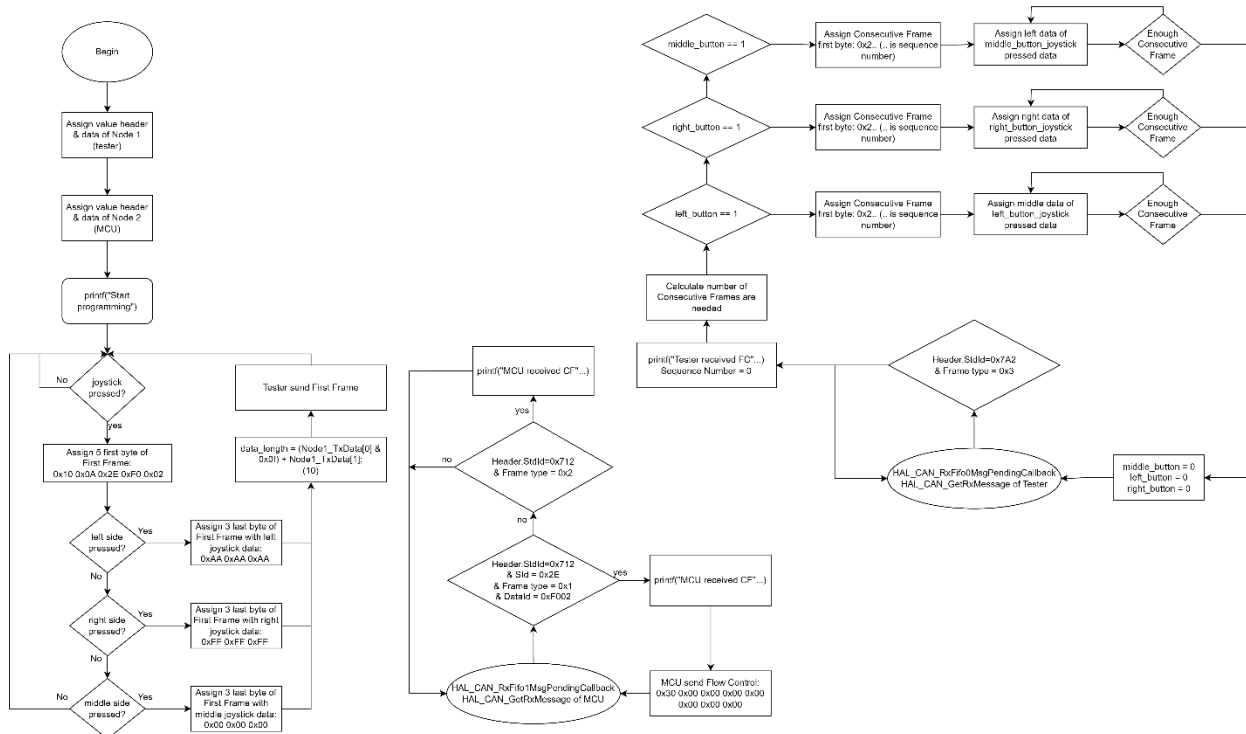 Begin
Assign value header
& data of Node 1
(tester)
Assign value header
& data of Node 2
(MCU)
printf("Start
programming")
No
joystick
pressed?
yes
Assign 5 first byte of
First Frame:
0x10 0x0A 0x2E 0xF0 0x02
left side
pressed?
Yes
Assign 3 last byte of
First Frame with left
joystick data:
0xAA 0xAA 0xAA
No
right side
pressed?
Yes
Assign 3 last byte of
First Frame with right
joystick data:
0xFF 0xFF 0xFF
No
No
middle side
pressed?
Yes
Assign 3 last byte of
First Frame with
middle joystick data:
0x00 0x00 0x00
Tester send First Frame
data_length = (Node1_TxData[0] &
0x0f) + Node1_TxData[1];
(10)
printf("MCU received CF"...)
yes
no
Header.StdId=0x712
& Frame type = 0x2
no
Header.StdId=0x712
& SId = 0x2E
& Frame type = 0x1
& DataId = 0xF002
yes
printf("MCU received CF"...)
HAL_CAN_RxFifo1MsgPendingCallback
HAL_CAN_GetRxMessage of MCU
MCU send Flow Control:
0x30 0x00 0x00 0x00 0x00
0x00 0x00 0x00
middle_button == 1
Assign Consecutive Frame
first byte: 0x2.. (.. is sequence
number)
Assign left data of
middle_button_joystick
pressed data
Enough
Consecutive
Frame
right_button == 1
Assign Consecutive Frame
first byte: 0x2.. (.. is sequence
number)
Assign right data of
right_button_joystick
pressed data
Enough
Consecutive
Frame
left_button == 1
Assign Consecutive Frame
first byte: 0x2.. (.. is sequence
number)
Assign middle data of
left_button_joystick
pressed data
Enough
Consecutive
Frame
Calculate number of
Consecutive Frames are
needed
printf("Tester received FC"...)
Sequence Number = 0
Header.StdId=0x7A2
& Frame type = 0x3
HAL_CAN_RxFifo0MsgPendingCallback
HAL_CAN_GetRxMessage of Tester
middle_button = 0
left_button = 0
right_button = 0